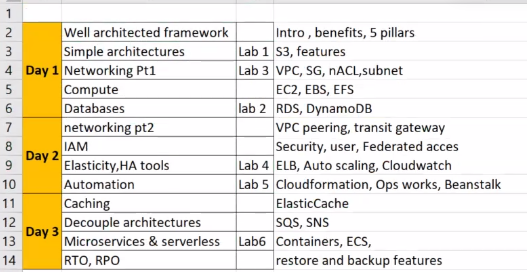 1
2 Well architected framework Intro , benefits, 5 pillars
3 Simple architectures Lab 1 S3, features
4 Day 1 Networking Pt1 Lab 3 VPC, SG, nACL,subnet
5 Compute EC2, EBS, EFS
6 Databases lab 2 RDS, DynamoDB
7 networking pt2 VPC peering, transit gateway
8 Day 2 IAM Security, user, Federated acces
9 Elasticity,HA tools Lab 4 ELB, Auto scaling, Cloudwatch
10 Automation Lab 5 Cloudformation, Ops works, Beanstalk
11 Caching ElasticCache
12 Decouple architectures SQS, SNS
13 Day 3 Microservices & serverless Lab6 Containers, ECS,
14 RTO, RPO restore and backup features